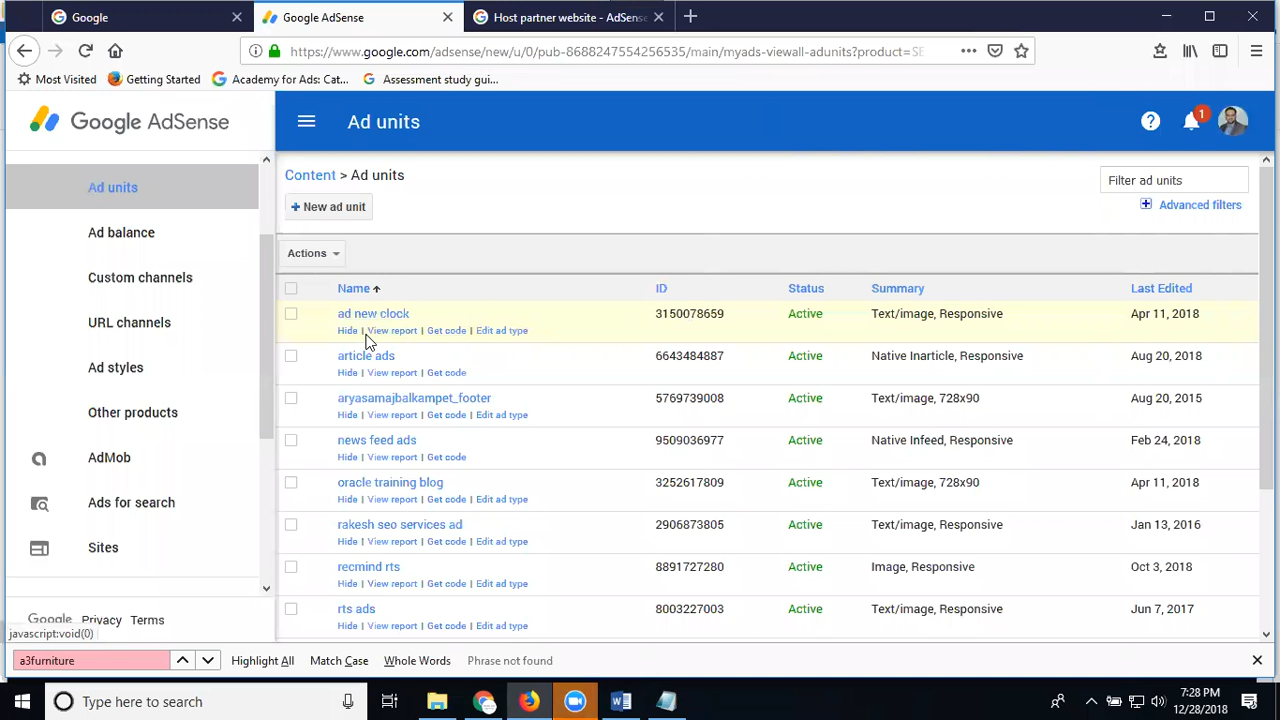 Google
Google AdSense
Host partner website - AdSense
https://www.google.com/adsense/new/u/0/pub-8688247554256535/main/myads-viewall-adunits?product=SE
Most Visited
Getting Started
Academy for Ads: Cat...
Assessment study gui...
Google AdSense
Ad units
1
Ad units
Ad balance
Custom channels
URL channels
Ad styles
Other products
AdMob
Ads for search
Sites
Google Privacy Terms
Content > Ad units
Filter ad units
+ New ad unit
Advanced filters
Actions
Name ID Status Summary Last Edited
ad new clock 3150078659 Active Text/image, Responsive Apr 11, 2018
Hide | View report | Get code | Edit ad type
article ads 6643484887 Active Native Inarticle, Responsive Aug 20, 2018
Hide | View report | Get code
aryasamajbalkampet_footer 5769739008 Active Text/image, 728x90 Aug 20, 2015
Hide | View report | Get code | Edit ad type
news feed ads 9509036977 Active Native Infeed, Responsive Feb 24, 2018
Hide | View report | Get code
oracle training blog 3252617809 Active Text/image, 728x90 Apr 11, 2018
Hide | View report | Get code | Edit ad type
rakesh seo services ad 2906873805 Active Text/image, Responsive Jan 13, 2016
Hide | View report | Get code | Edit ad type
recmind rts 8891727280 Active Image, Responsive Oct 3, 2018
Hide | View report | Get code | Edit ad type
rts ads 8003227003 Active Text/image, Responsive Jun 7, 2017
Hide | View report | Get code | Edit ad type
javascript:void(0)
a3furniture
Highlight All
Match Case
Whole Words
Phrase not found
Type here to search
7:28 PM
12/28/2018